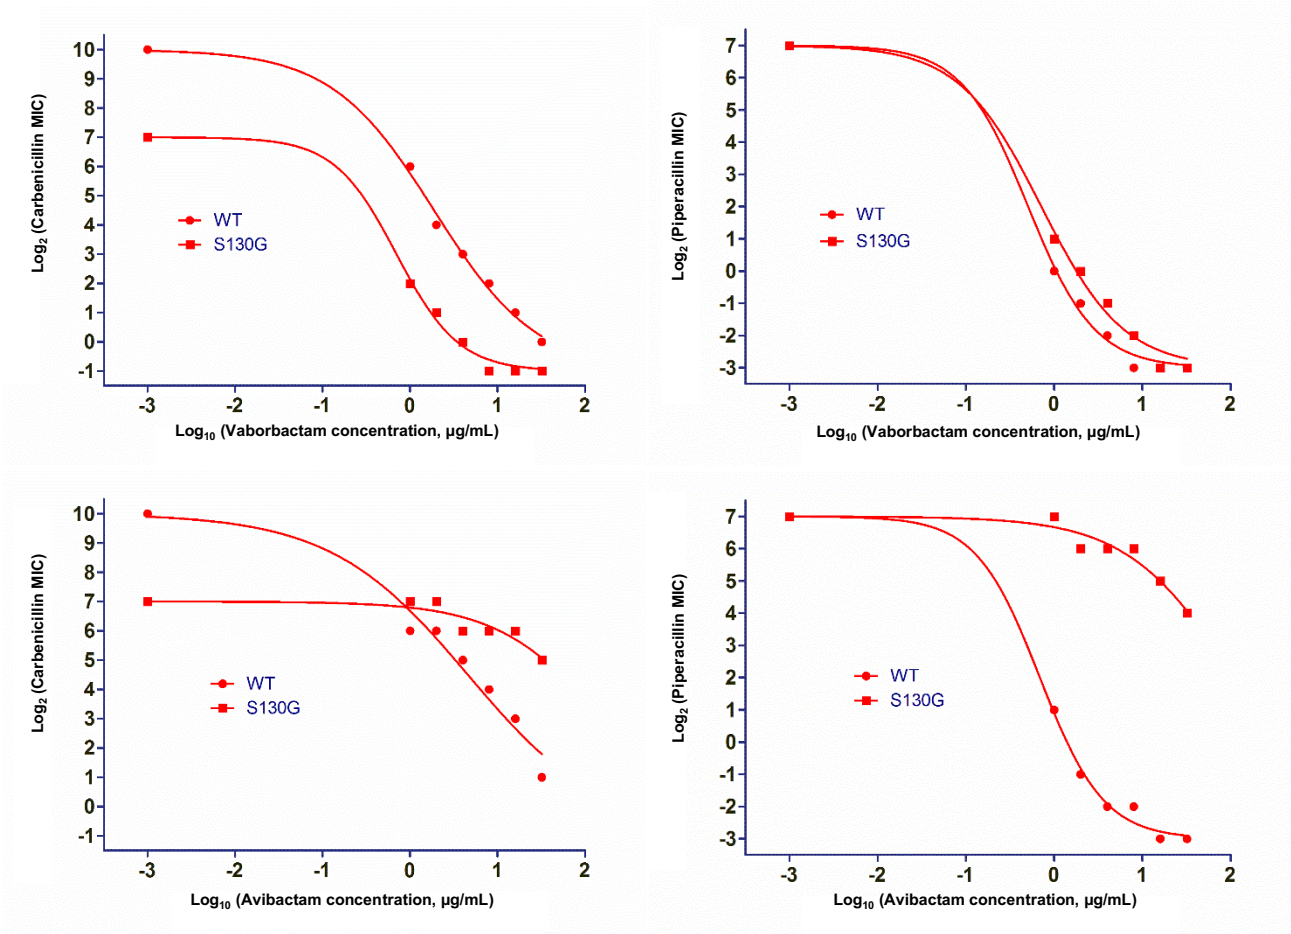 Log₂ (Carbenicillin MIC)
10
9
8
7
6
5
4
3
2
1
0
-1
WT
S130G
-3 -2 -1 0 1 2
Log₁₀ (Vaborbactam concentration, µg/mL)
Log₂ (Piperacillin MIC)
7
6
5
4
3
2
1
0
-1
-2
-3
WT
S130G
-3 -2 -1 0 1 2
Log₁₀ (Vaborbactam concentration, µg/mL)
Log₂ (Carbenicillin MIC)
10
9
8
7
6
5
4
3
2
1
0
-1
WT
S130G
-3 -2 -1 0 1 2
Log₁₀ (Avibactam concentration, µg/mL)
Log₂ (Piperacillin MIC)
7
6
5
4
3
2
1
0
-1
-2
-3
WT
S130G
-3 -2 -1 0 1 2
Log₁₀ (Avibactam concentration, µg/mL)